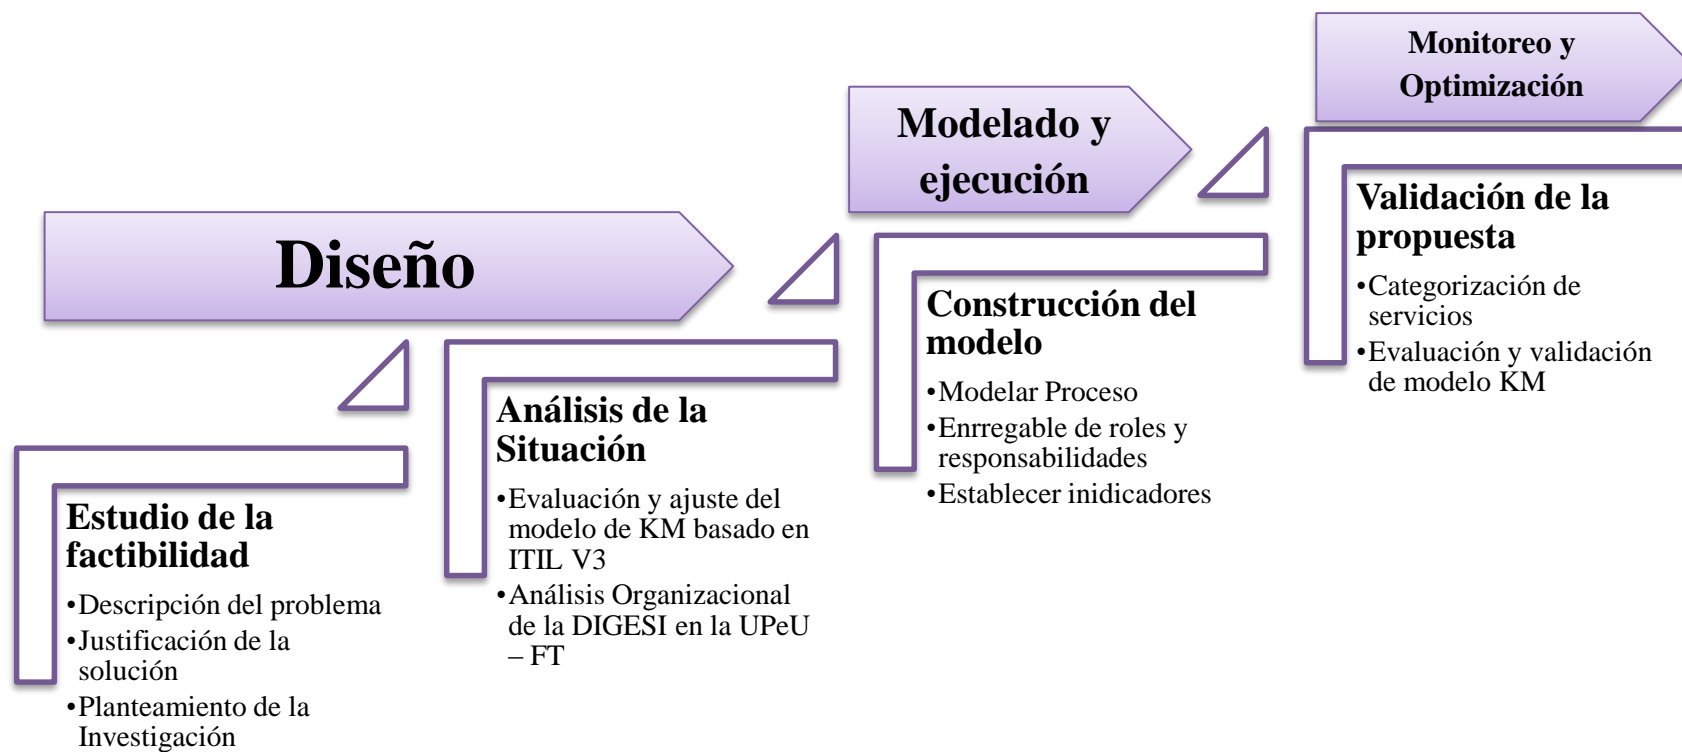 Diseño
Modelado y
ejecución
Monitoreo y
Optimización
Estudio de la
factibilidad
•Descripción del problema
•Justificación de la
solución
•Planteamiento de la
Investigación
Análisis de la
Situación
•Evaluación y ajuste del
modelo de KM basado en
ITIL V3
•Análisis Organizacional
de la DIGESI en la UPeU
– FT
Construcción del
modelo
•Modelar Proceso
•Enrregable de roles y
responsabilidades
•Establecer inidicadores
Validación de la
propuesta
•Categorización de
servicios
•Evaluación y validación
de modelo KM